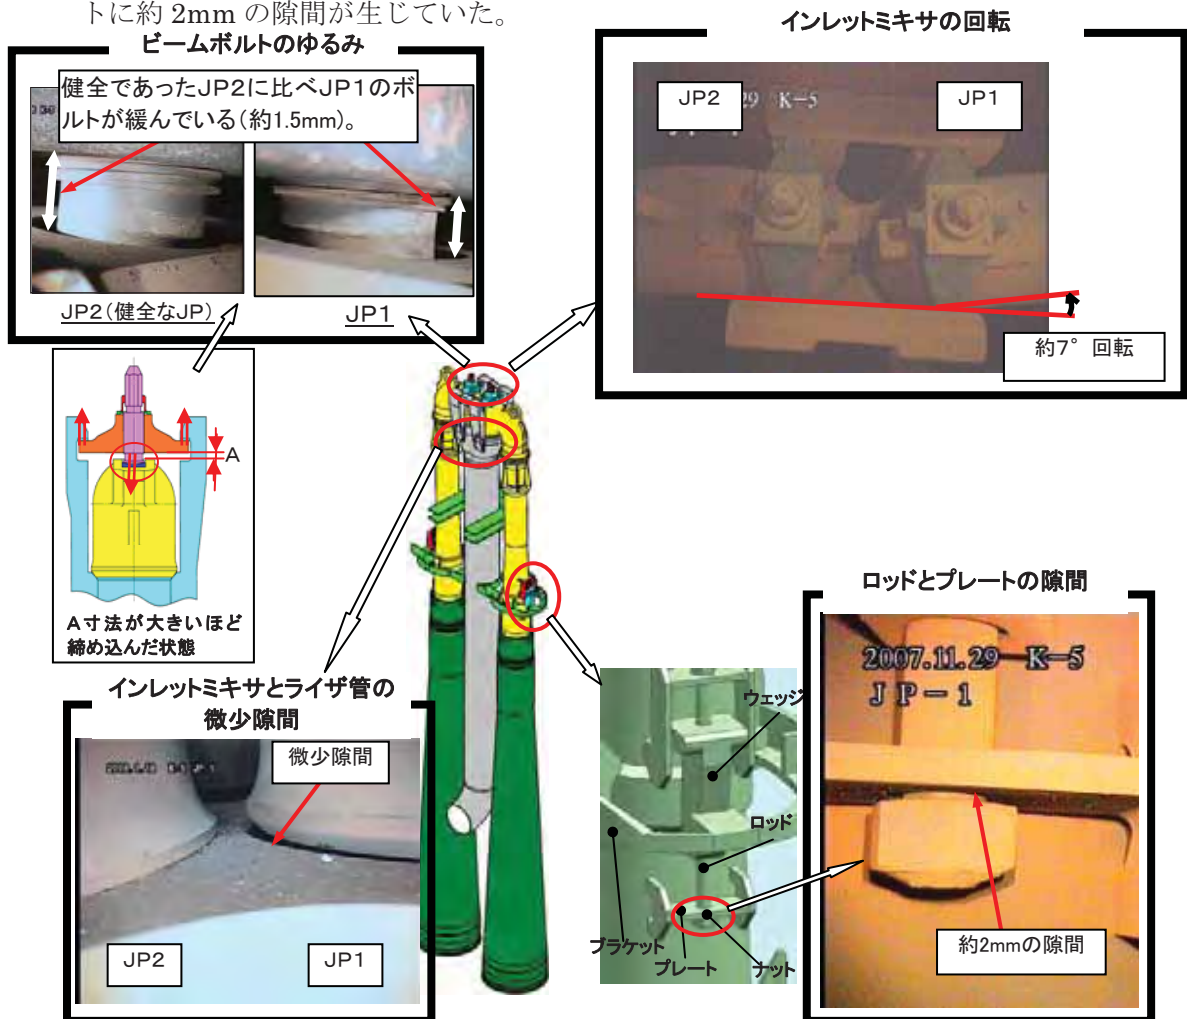 トに約 2mm の隙間が生じていた。
ビームボルトのゆるみ
健全であったJP2に比べJP1のボ
ルトが緩んでいる(約1.5mm)。
JP2(健全なJP)
JP1
インレットミキサの回転
JP2
29 K-5
JP1
約7° 回転
A
A寸法が大きいほど
締め込んだ状態
インレットミキサとライザ管の
微少隙間
微少隙間
JP2
JP1
ウェッジ
ロッド
ブラケット
プレート
ナット
ロッドとプレートの隙間
2007.11.29 K-5
JP-1
約2mmの隙間